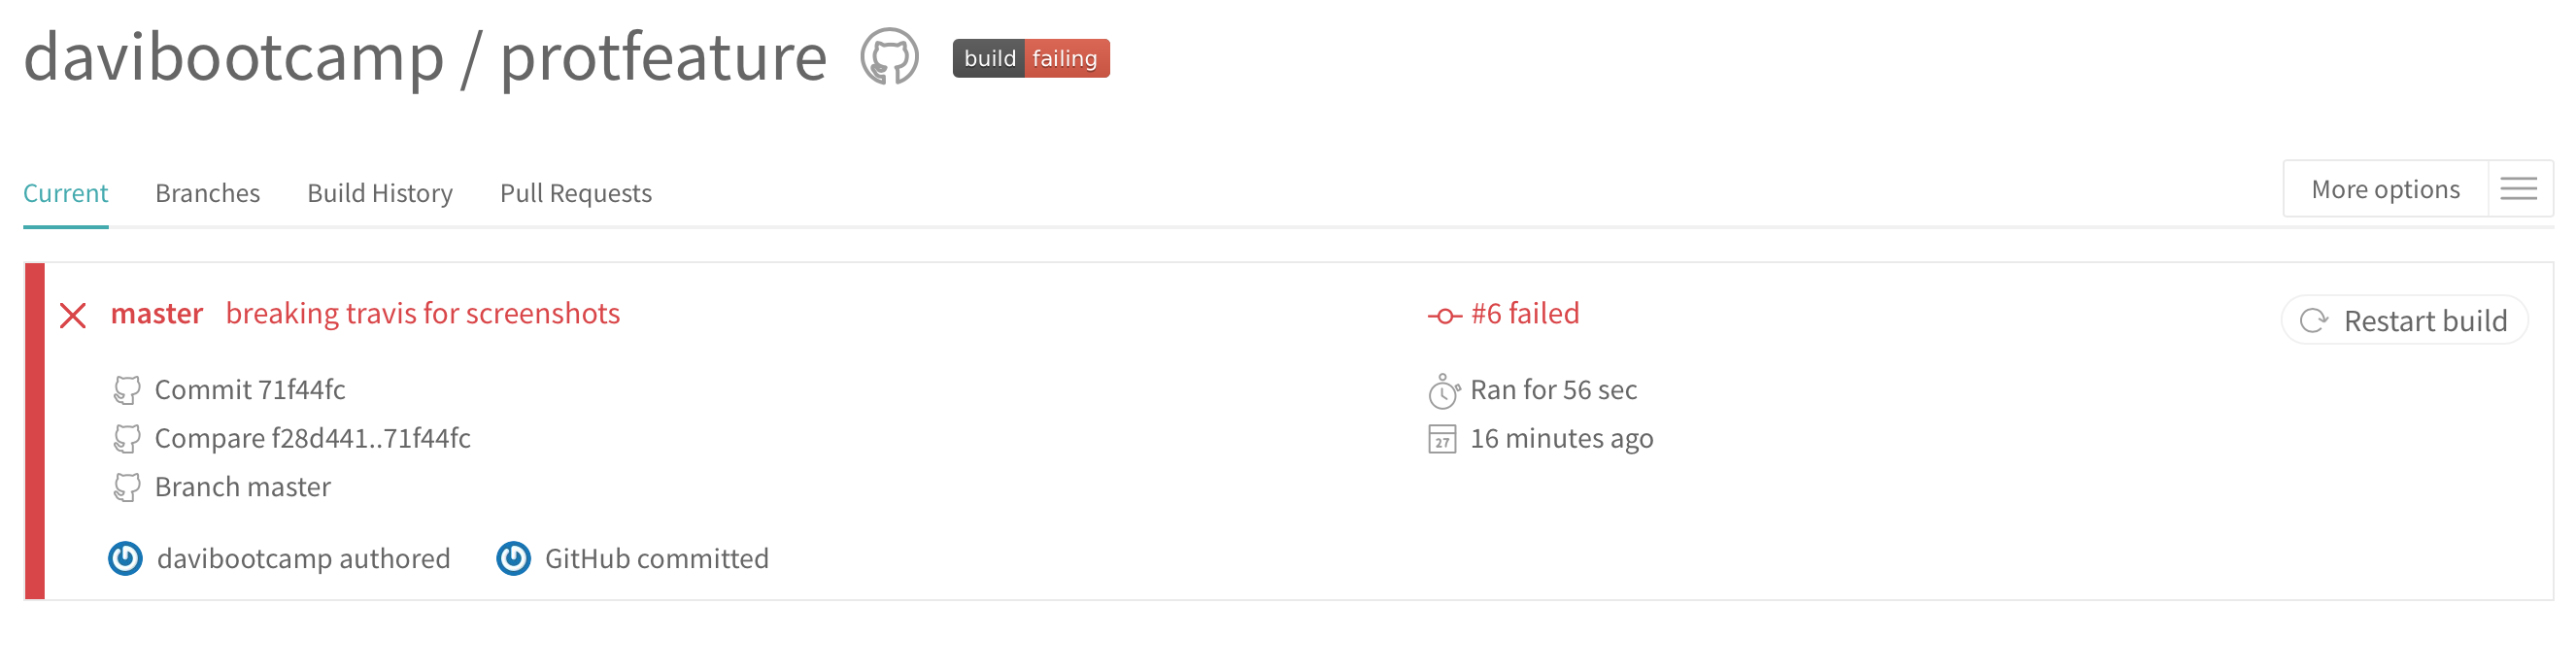 davibootcamp / protfeature build failing
Current Branches Build History Pull Requests More options
master breaking travis for screenshots #6 failed Restart build
Commit 71f44fc Ran for 56 sec
Compare f28d441..71f44fc 27 16 minutes ago
Branch master
davibootcamp authored GitHub committed